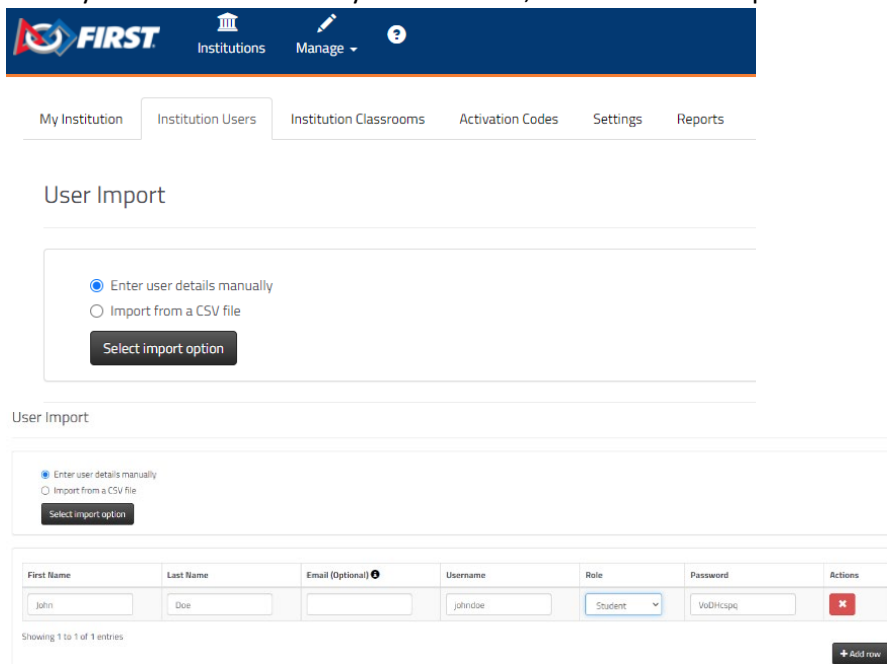 FIRST
Institutions Manage
My Institution Institution Users Institution Classrooms Activation Codes Settings Reports
User Import
Enter user details manually
Import from a CSV file
Select import option
User Import
Enter user details manually
Import from a CSV file
Select import option
First Name Last Name Email (Optional) Username Role Password Actions
John Doe johndoe Student VoDHcspq
Showing 1 to 1 of 1 entries
+ Add row